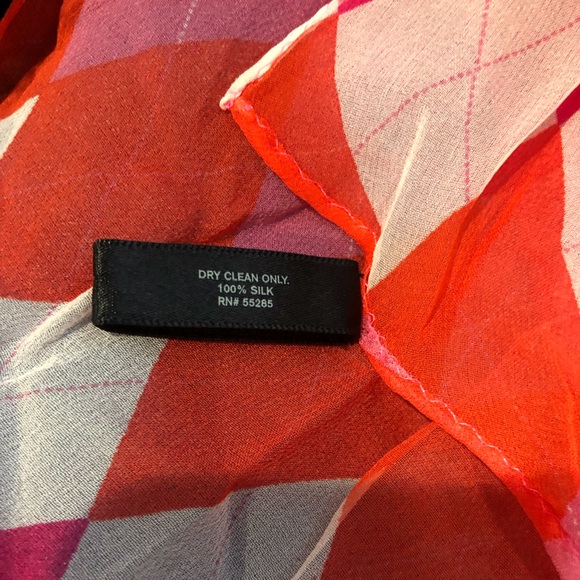 DRY CLEAN ONLY.
100% SILK
RN# 55285